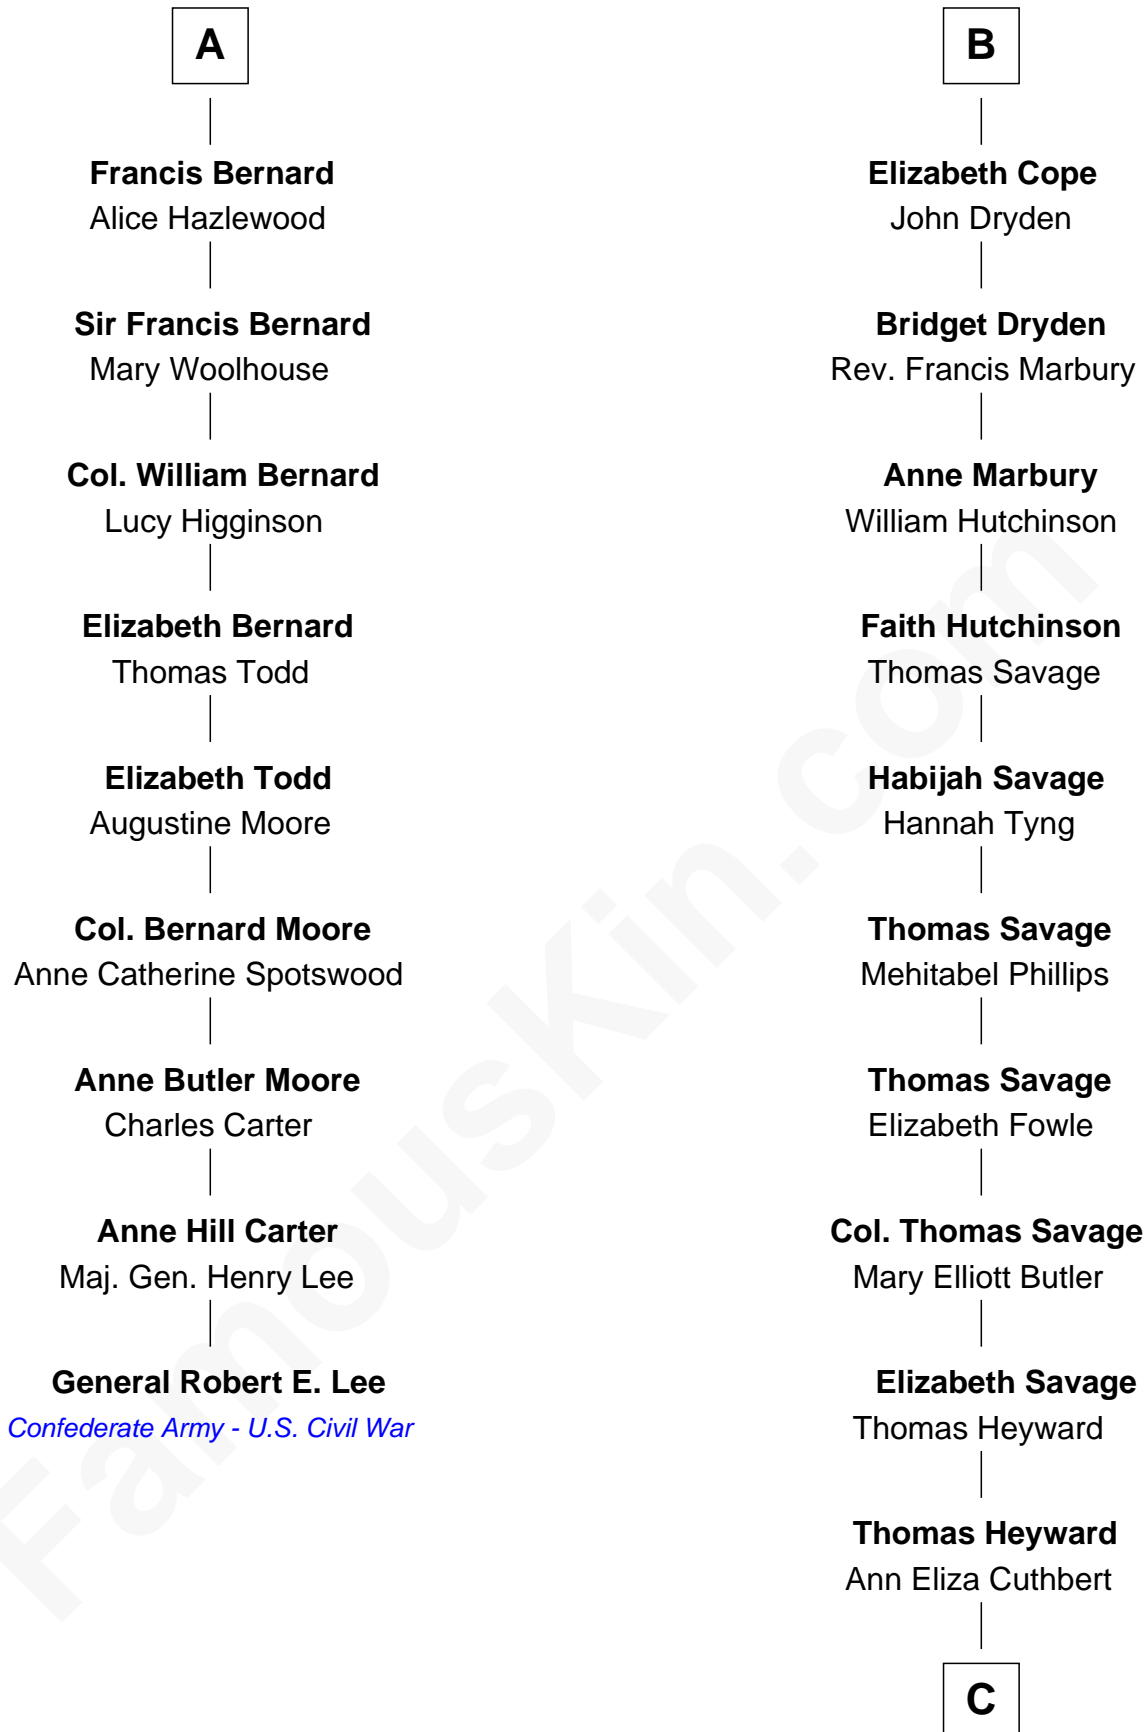 A
Francis Bernard
Alice Hazlewood
Sir Francis Bernard
Mary Woolhouse
Col. William Bernard
Lucy Higginson
Elizabeth Bernard
Thomas Todd
Elizabeth Todd
Augustine Moore
Col. Bernard Moore
Anne Catherine Spotswood
Anne Butler Moore
Charles Carter
Anne Hill Carter
Maj. Gen. Henry Lee
General Robert E. Lee
Confederate Army - U.S. Civil War
B
Elizabeth Cope
John Dryden
Bridget Dryden
Rev. Francis Marbury
Anne Marbury
William Hutchinson
Faith Hutchinson
Thomas Savage
Habijah Savage
Hannah Tyng
Thomas Savage
Mehitabel Phillips
Thomas Savage
Elizabeth Fowle
Col. Thomas Savage
Mary Elliott Butler
Elizabeth Savage
Thomas Heyward
Thomas Heyward
Ann Eliza Cuthbert
C
FamousKin.com